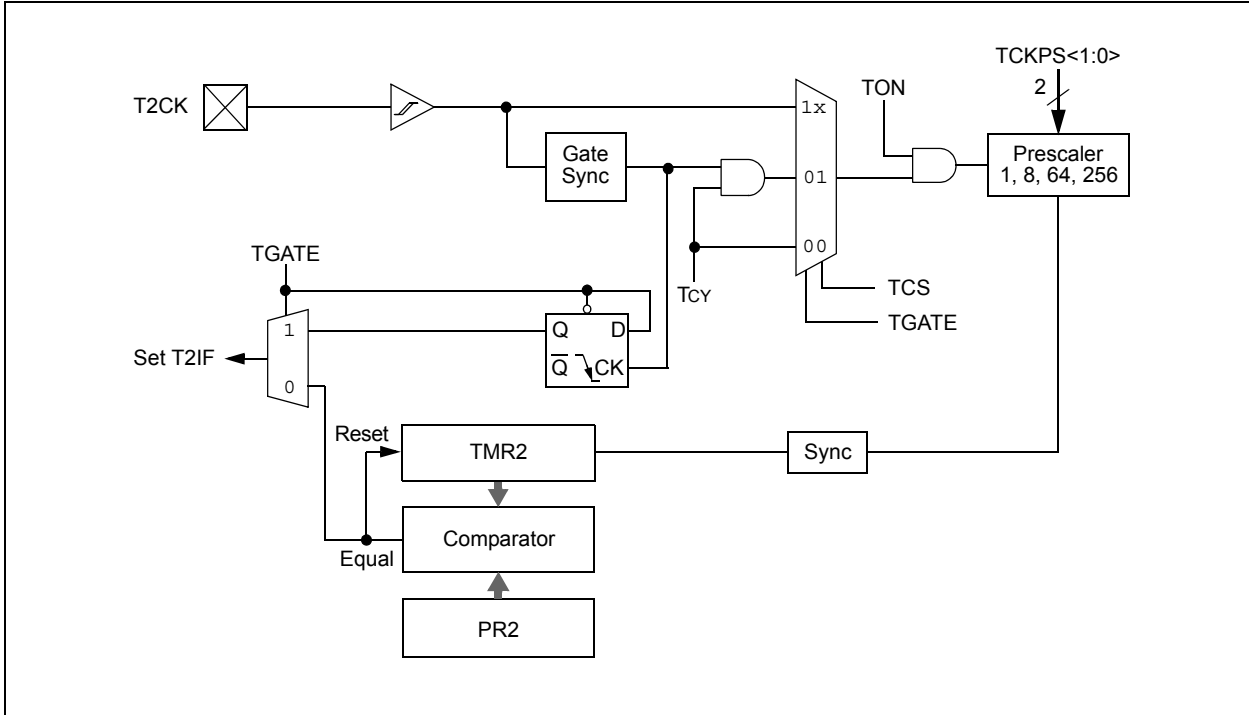 TCKPS<1:0>
2
T2CK
TON
1x
Gate
Sync
Prescaler
1, 8, 64, 256
01
00
TGATE
TCY
TCS
TGATE
1
Q
D
Set T2IF
Q
CK
0
Reset
TMR2
Sync
Comparator
Equal
PR2